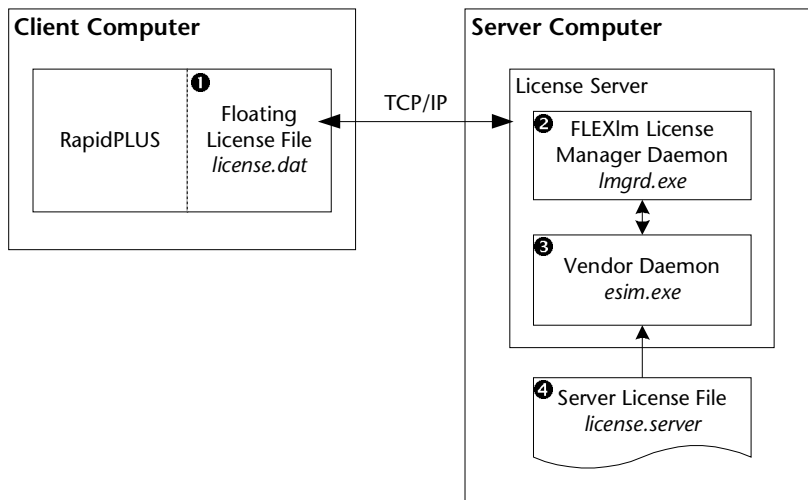 Client Computer
RapidPLUS
❶
Floating
License File
license.dat
TCP/IP
Server Computer
License Server
❷
FLEXlm License
Manager Daemon
lmgrd.exe
❸
Vendor Daemon
esim.exe
❹
Server License File
license.server